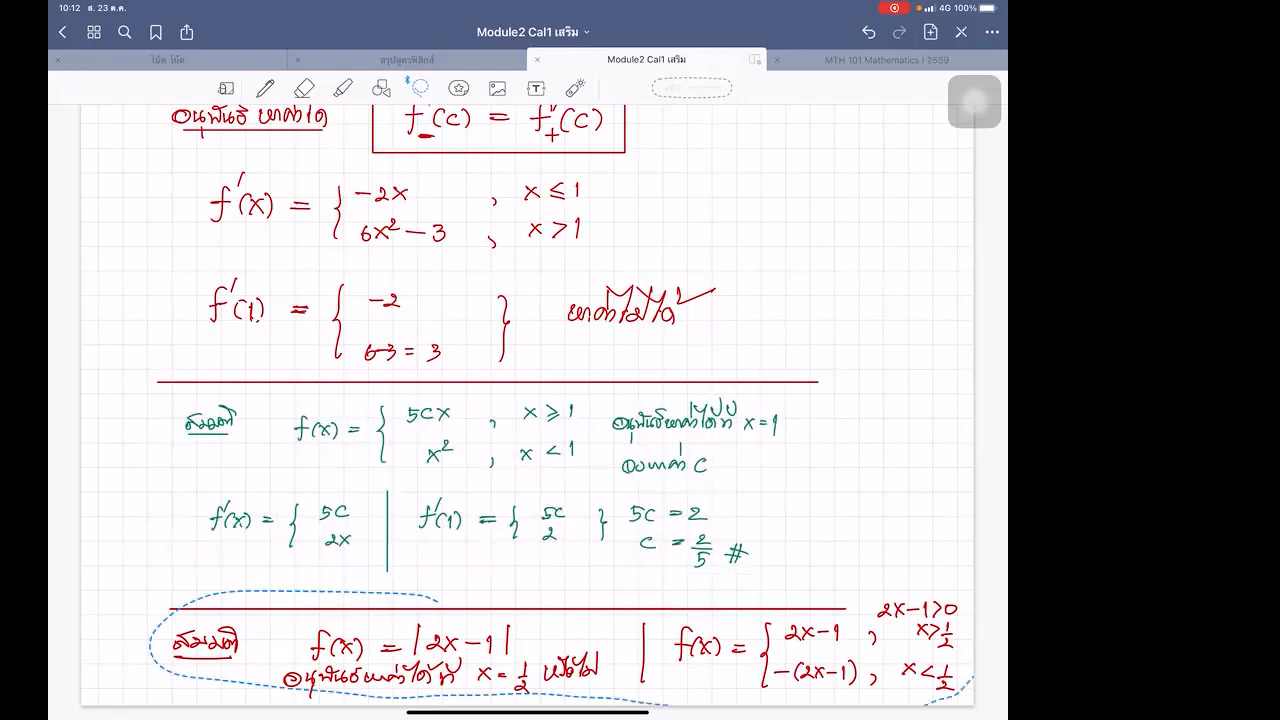 10:12 ส. 23 ต.ค.
4G 100%
Module2 Cal1 เสริม
โน๊ต โน๊ต
สรุปสูตรฟิสิกส์
Module2 Cal1 เสริม
MTH 101 Mathematics I 2559
อนุพันธ์ หาค่าได้ f'₋(c) = f'₊(c)
f'(x) = { -2x , x ≤ 1
6x² - 3 , x > 1
f'(1) = { -2 } หาค่าไม่ได้
6-3 = 3
สมมติ f(x) = { 5cx , x ≥ 1 อนุพันธ์หาค่าได้ที่ x = 1
x² , x < 1 จงหาค่า c
f'(x) = { 5c | f'(1) = { 5c } 5c = 2
2x 2 c = 2/5 #
2x-1>0
สมมติ f(x) = |2x-1| | f(x) = { 2x-1 , x>1/2
อนุพันธ์หาค่าได้ที่ x = 1/2 หรือไม่ -(2x-1) , x<1/2